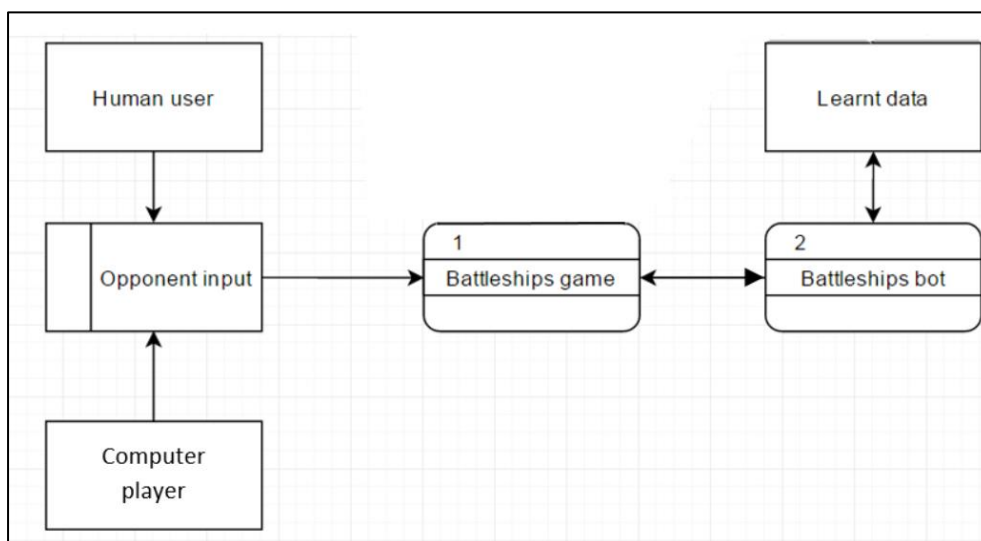 Human user
Learnt data
Opponent input
1
Battleships game
2
Battleships bot
Computer
player